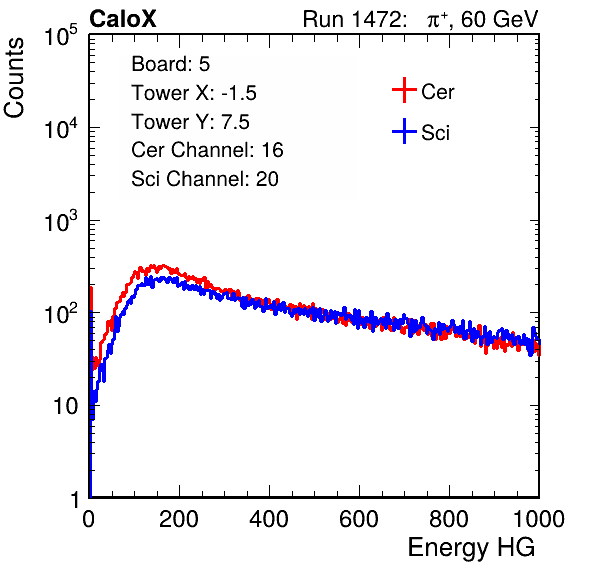 CaloX Run 1472: π⁺, 60 GeV
Board: 5
Tower X: -1.5
Tower Y: 7.5
Cer Channel: 16
Sci Channel: 20
Cer
Sci
Counts
10⁵
10⁴
10³
10²
10
1
0 200 400 600 800 1000
Energy HG